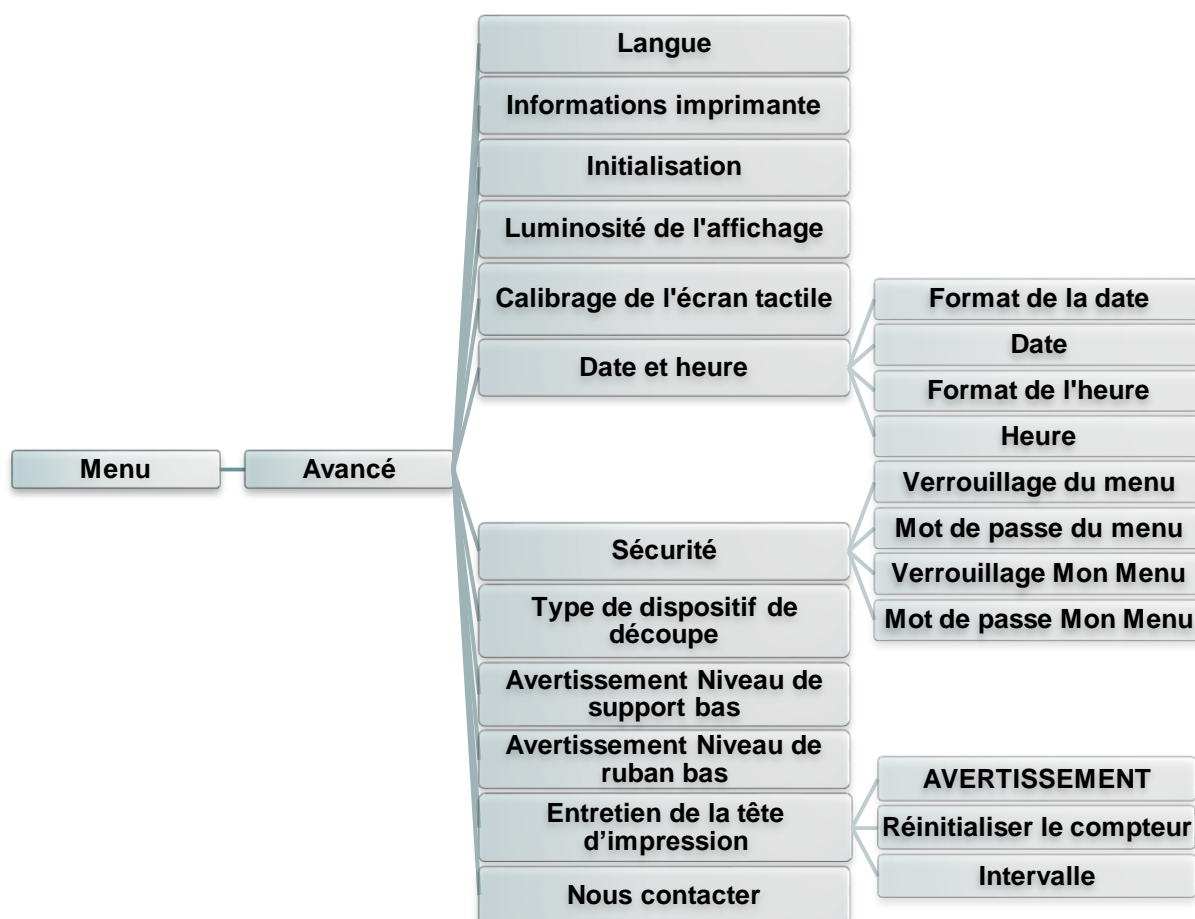 Langue
Informations imprimante
Initialisation
Luminosité de l'affichage
Calibrage de l'écran tactile
Date et heure
Format de la date
Date
Format de l'heure
Heure
Menu
Avancé
Sécurité
Verrouillage du menu
Mot de passe du menu
Verrouillage Mon Menu
Mot de passe Mon Menu
Type de dispositif de
découpe
Avertissement Niveau de
support bas
Avertissement Niveau de
ruban bas
Entretien de la tête
d’impression
AVERTISSEMENT
Réinitialiser le compteur
Intervalle
Nous contacter